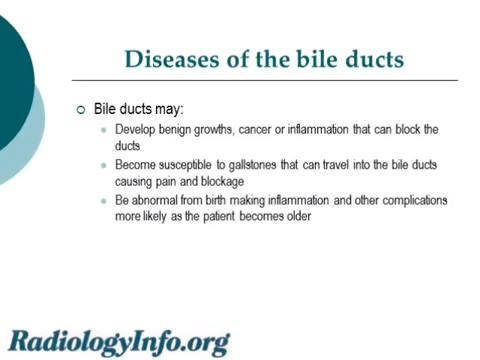 Diseases of the bile ducts
Bile ducts may:
Develop benign growths, cancer or inflammation that can block the
ducts
Become susceptible to gallstones that can travel into the bile ducts
causing pain and blockage
Be abnormal from birth making inflammation and other complications
more likely as the patient becomes older
RadiologyInfo.org